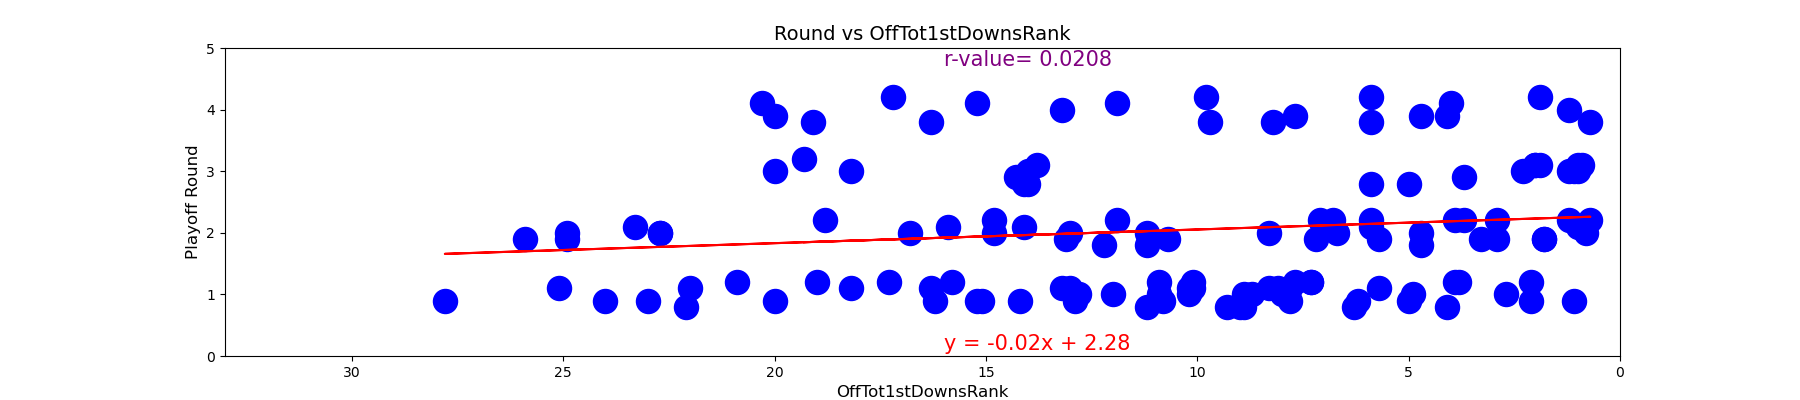 Round vs OffTot1stDownsRank
r-value= 0.0208
5
4
3
2
1
0
Playoff Round
y = -0.02x + 2.28
30 25 20 15 10 5 0
OffTot1stDownsRank